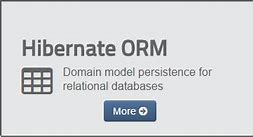 Hibernate ORM
Domain model persistence for
relational databases
More